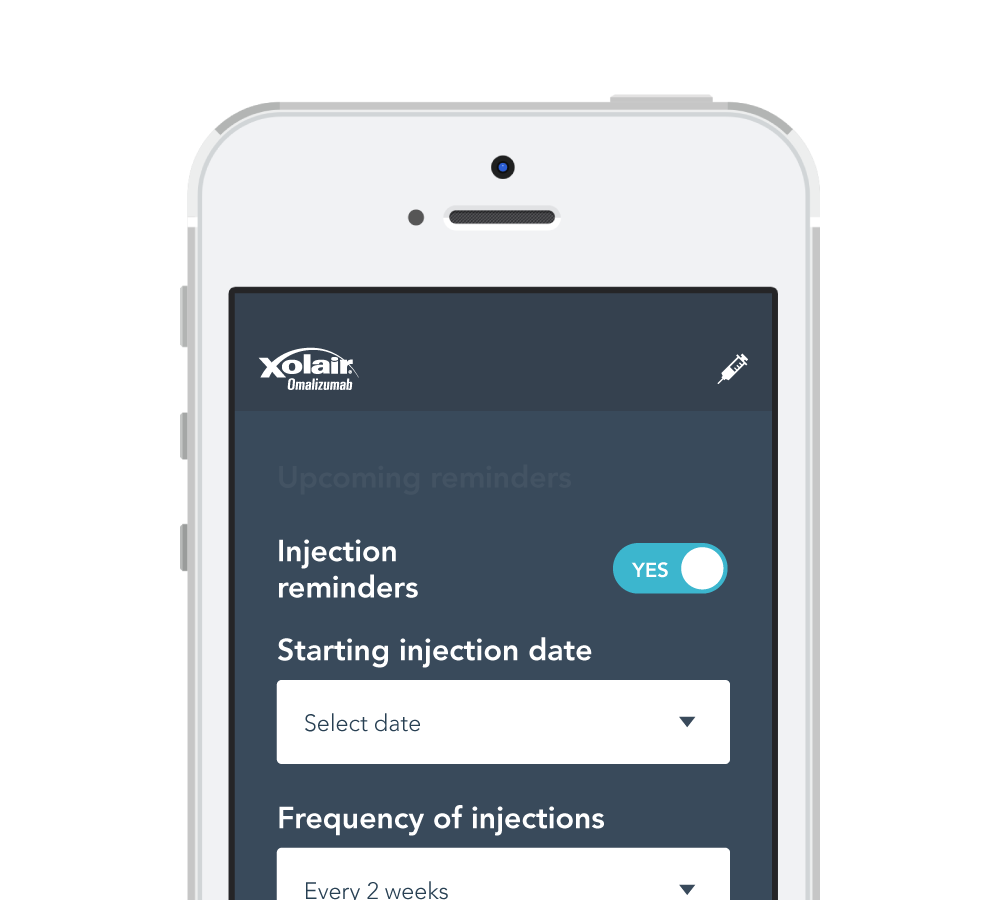 Xolair
Omalizumab
Upcoming reminders
Injection
reminders
YES
Starting injection date
Select date
Frequency of injections
Every 2 weeks